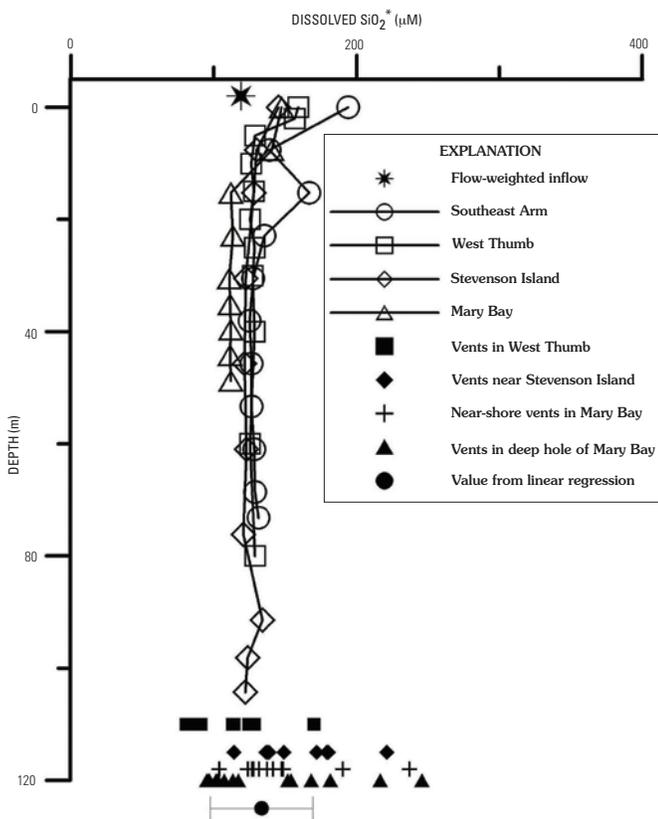 DISSOLVED SiO2* (µM)
0 200 400
0
EXPLANATION
Flow-weighted inflow
Southeast Arm
West Thumb
Stevenson Island
Mary Bay
Vents in West Thumb
Vents near Stevenson Island
Near-shore vents in Mary Bay
Vents in deep hole of Mary Bay
Value from linear regression
40
DEPTH (m)
80
120